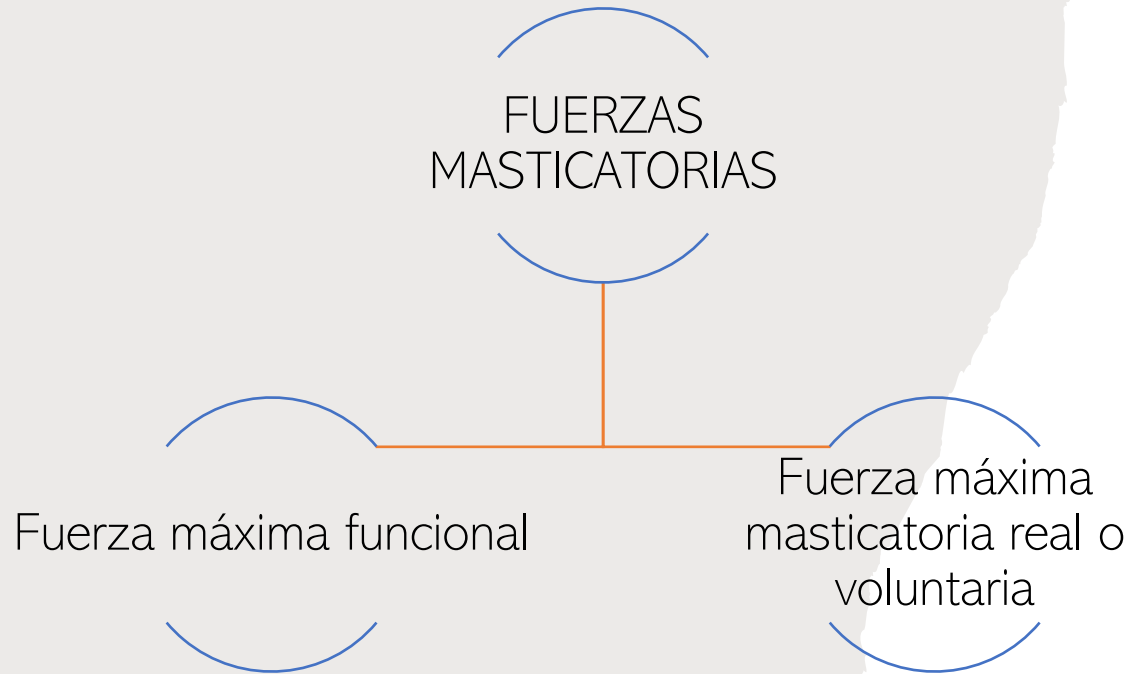 FUERZAS
MASTICATORIAS
Fuerza máxima funcional
Fuerza máxima
masticatoria real o
voluntaria